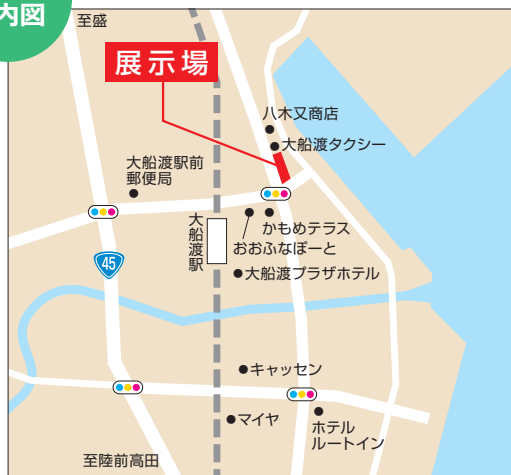 内図
至盛
展示場
八木又商店
大船渡タクシー
大船渡駅前
郵便局
かもめテラス
おおふなぽーと
大船渡駅
大船渡プラザホテル
45
キャッセン
マイヤ
ホテル
ルートイン
至陸前高田